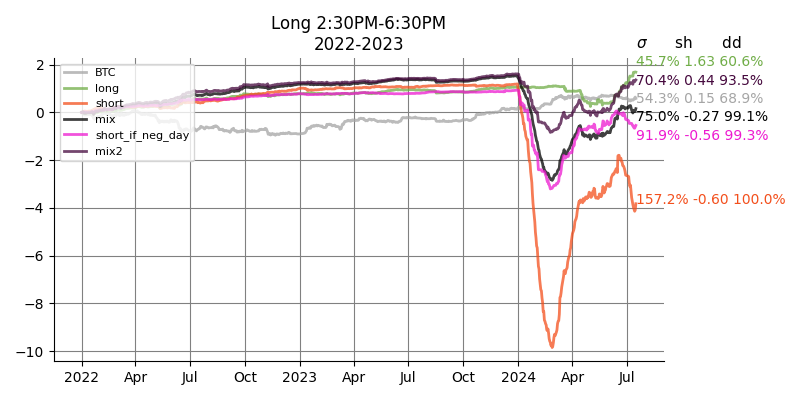 Long 2:30PM-6:30PM
2022-2023
σ sh dd
45.7% 1.63 60.6%
70.4% 0.44 93.5%
54.3% 0.15 68.9%
75.0% -0.27 99.1%
91.9% -0.56 99.3%
157.2% -0.60 100.0%
BTC
long
short
mix
short_if_neg_day
mix2
2
0
−2
−4
−6
−8
−10
2022 Apr Jul Oct 2023 Apr Jul Oct 2024 Apr Jul